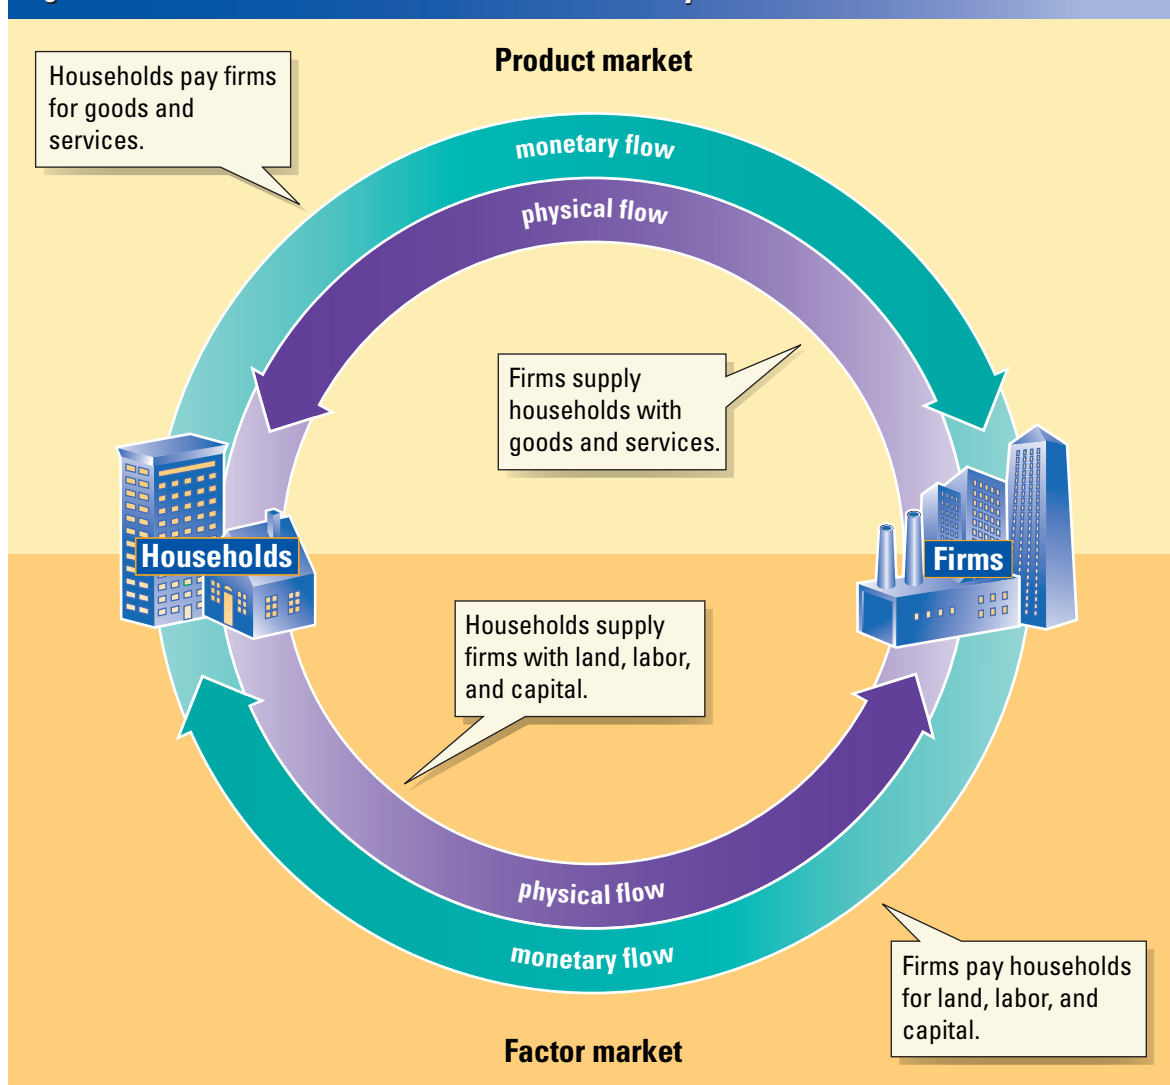 Product market
Households pay firms
for goods and
services.
monetary flow
physical flow
Firms supply
households with
goods and services.
Households
Firms
Households supply
firms with land, labor,
and capital.
physical flow
monetary flow
Firms pay households
for land, labor, and
capital.
Factor market